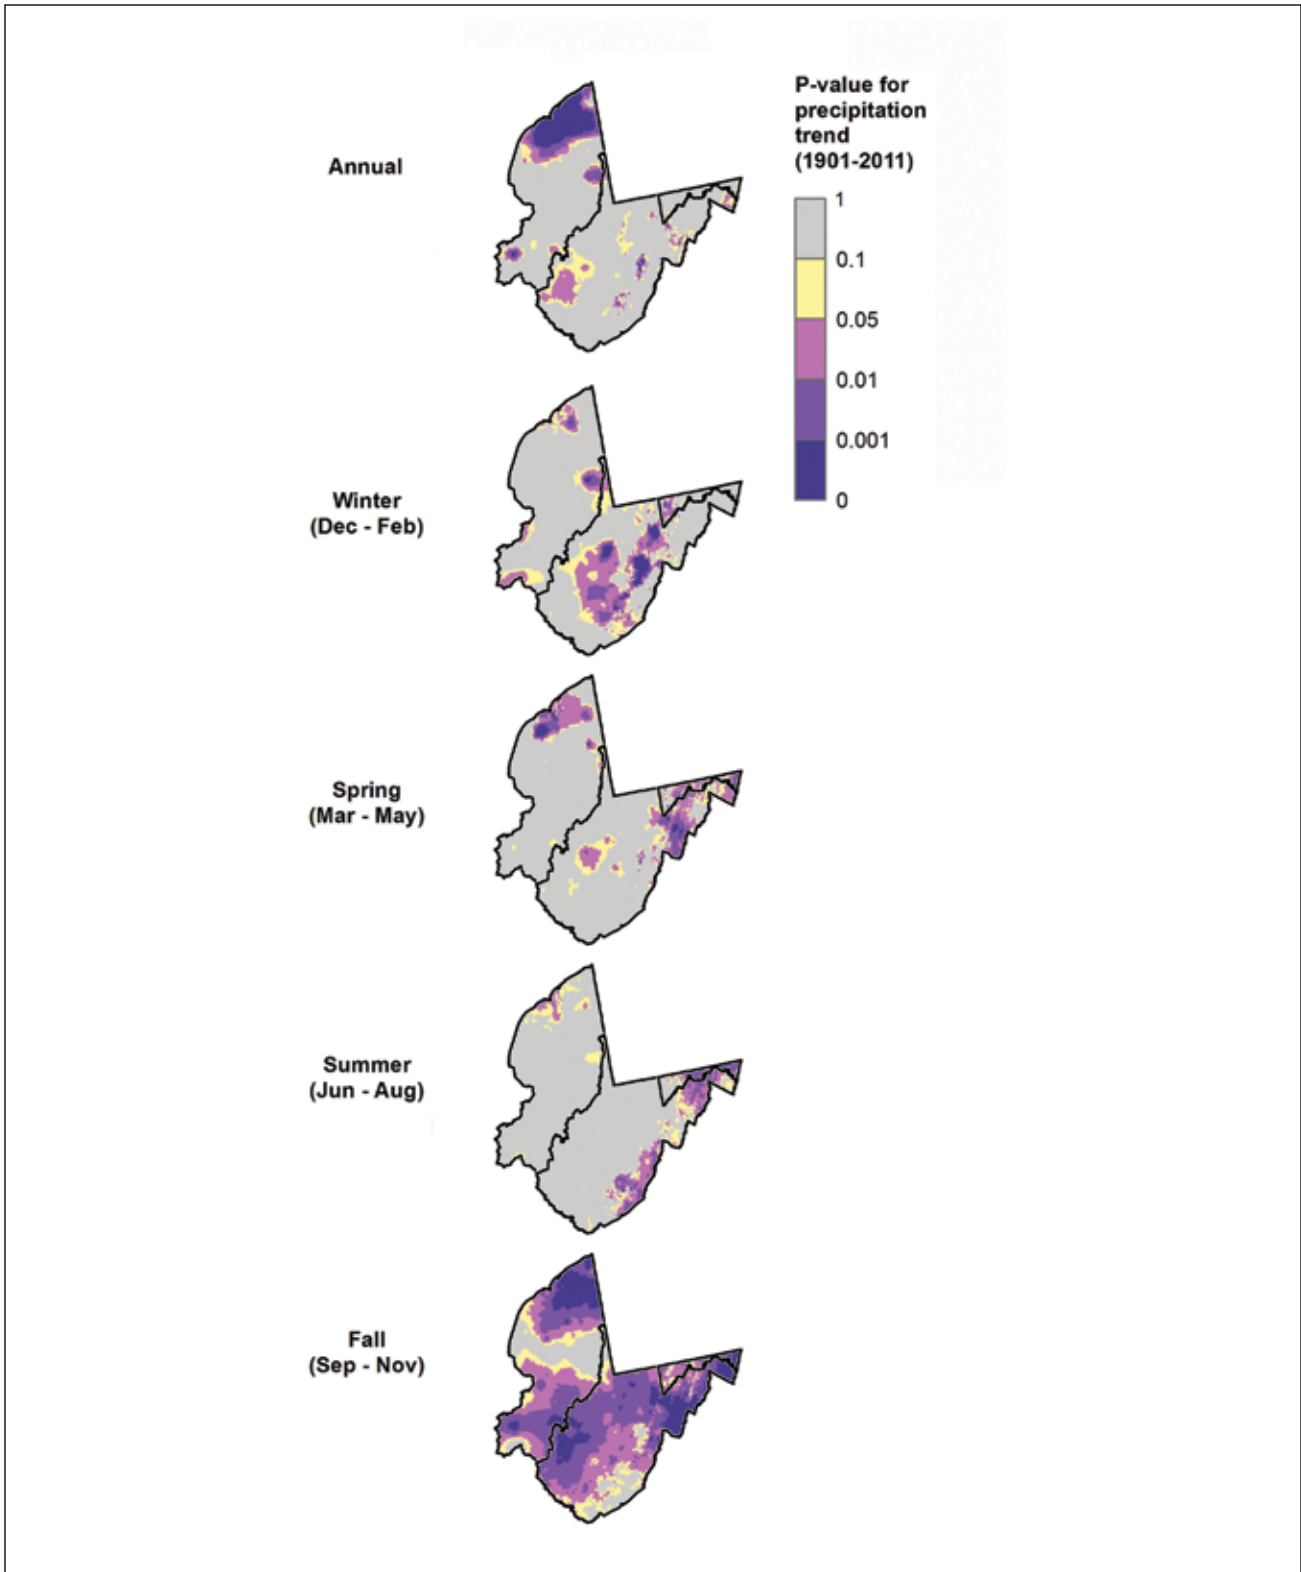 P-value for
precipitation
trend
(1901-2011)
Annual
1
0.1
0.05
0.01
0.001
0
Winter
(Dec - Feb)
Spring
(Mar - May)
Summer
(Jun - Aug)
Fall
(Sep - Nov)